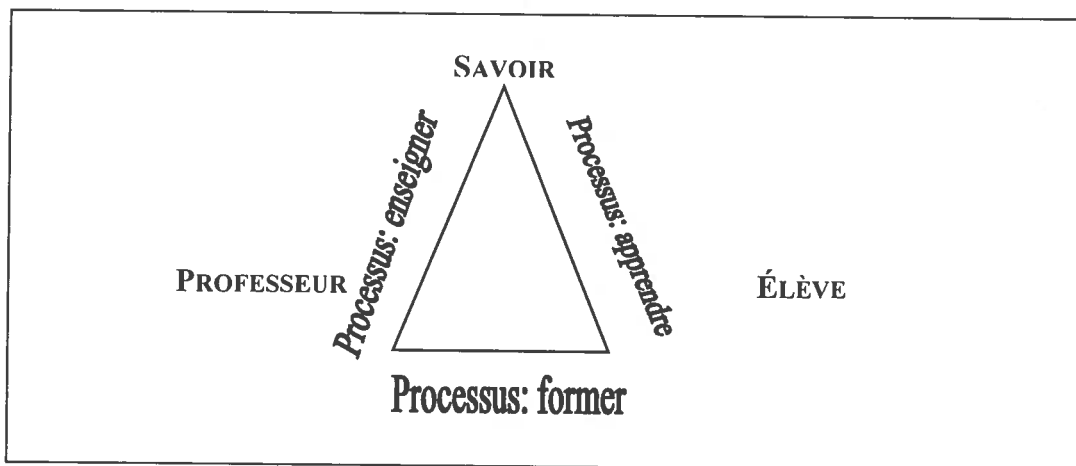 SAVOIR
Processus: enseigner
Processus: apprendre
PROFESSEUR
ÉLÈVE
Processus: former